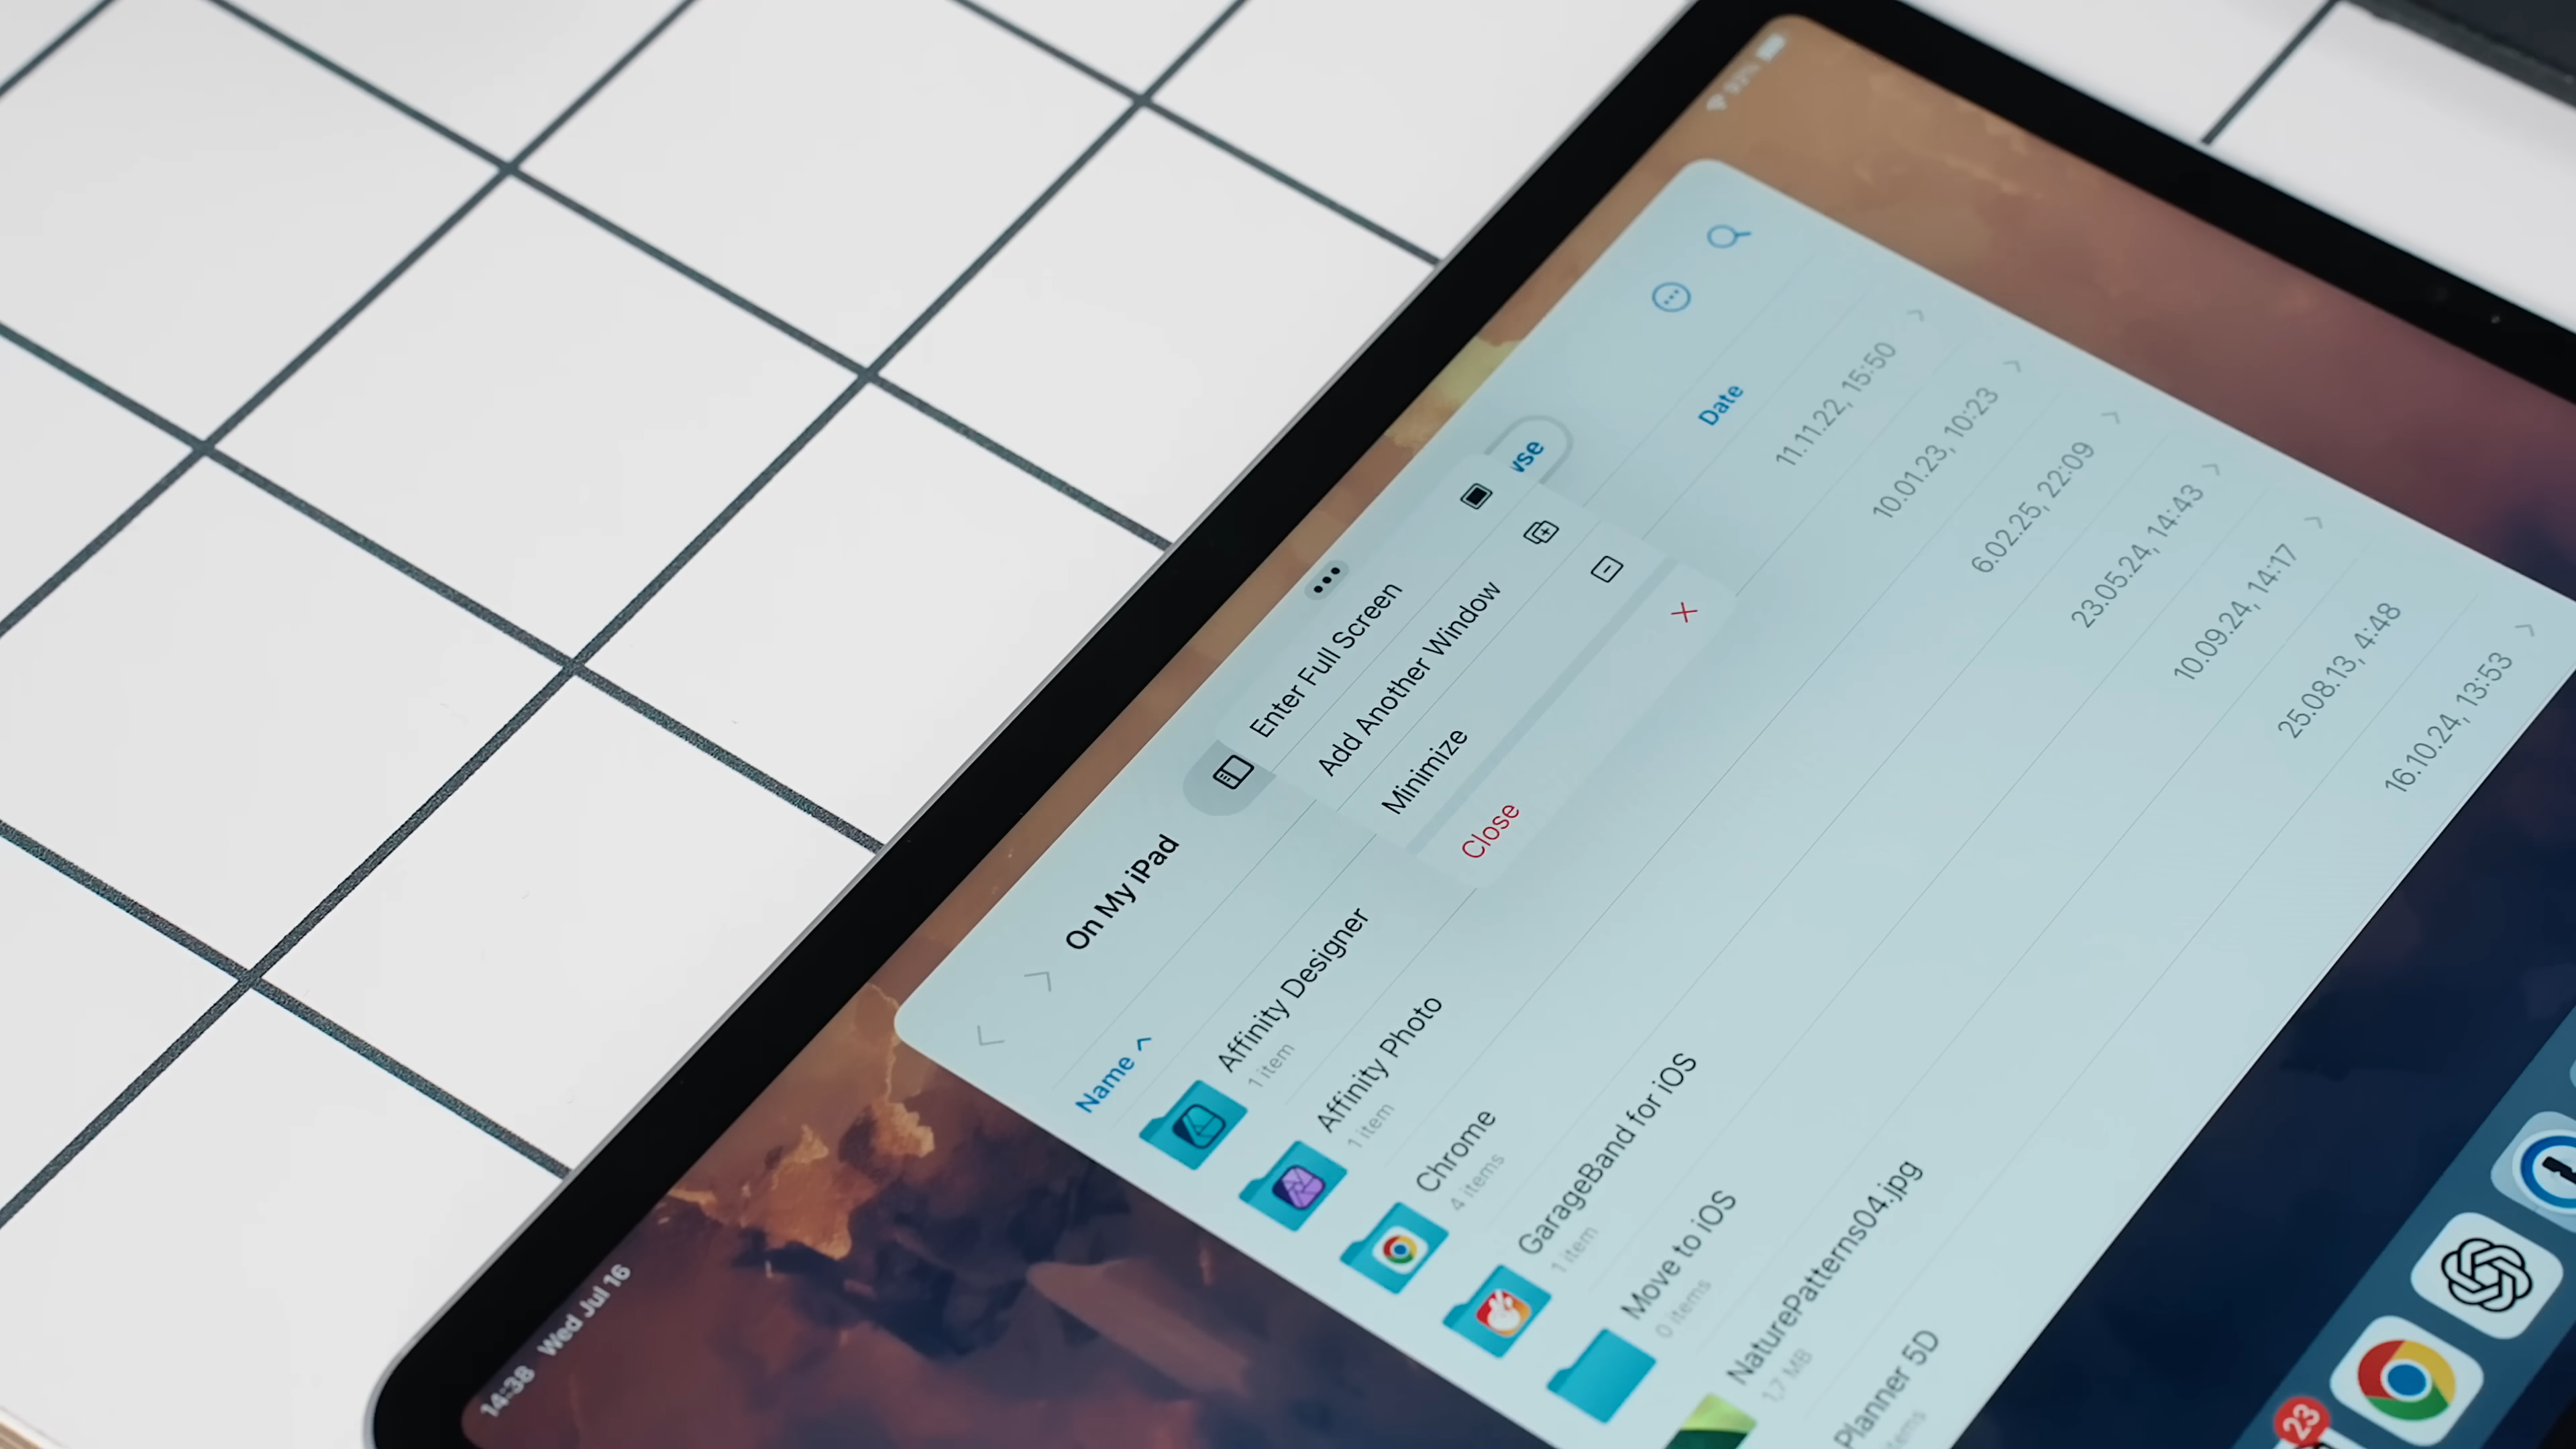 14:38 Wed Jul 16
93%
On My iPad
Enter Full Screen
Add Another Window
Minimize
Close
Name
Date
Affinity Designer
1 item
11.11.22, 15:50
Affinity Photo
1 item
10.01.23, 10:23
Chrome
4 items
6.02.25, 22:09
GarageBand for iOS
1 item
23.05.24, 14:43
Move to iOS
0 items
10.09.24, 14:17
NaturePatterns04.jpg
1,7 MB
25.08.13, 4:48
Planner 5D
16.10.24, 13:53
23